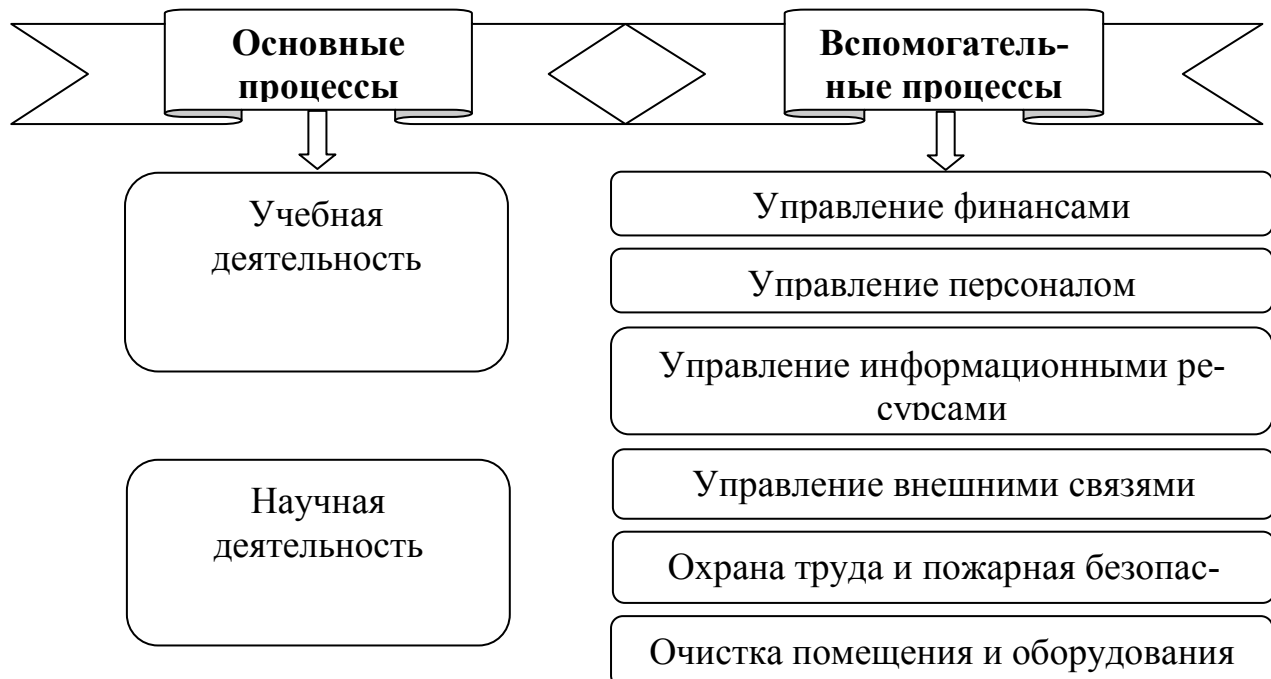 Основные
процессы
Вспомогатель-
ные процессы
Учебная
деятельность
Научная
деятельность
Управление финансами
Управление персоналом
Управление информационными ре-
сурсами
Управление внешними связями
Охрана труда и пожарная безопас-
Очистка помещения и оборудования